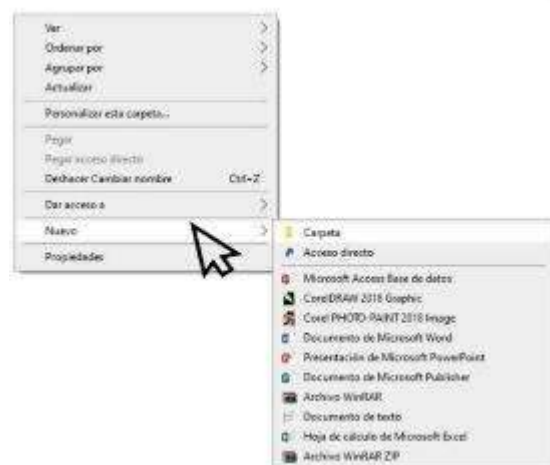 Ver
Ordenar por
Agrupar por
Actualizar
Personalizar esta carpeta...
Pegar
Pegar acceso directo
Deshacer Cambiar nombre Ctrl+Z
Dar acceso a
Nuevo
Propiedades
Carpeta
Acceso directo
Microsoft Access Base de datos
CorelDRAW 2018 Graphic
Corel PHOTO-PAINT 2018 Image
Documento de Microsoft Word
Presentación de Microsoft PowerPoint
Documento de Microsoft Publisher
Archivo WinRAR
Documento de texto
Hoja de cálculo de Microsoft Excel
Archivo WinRAR ZIP